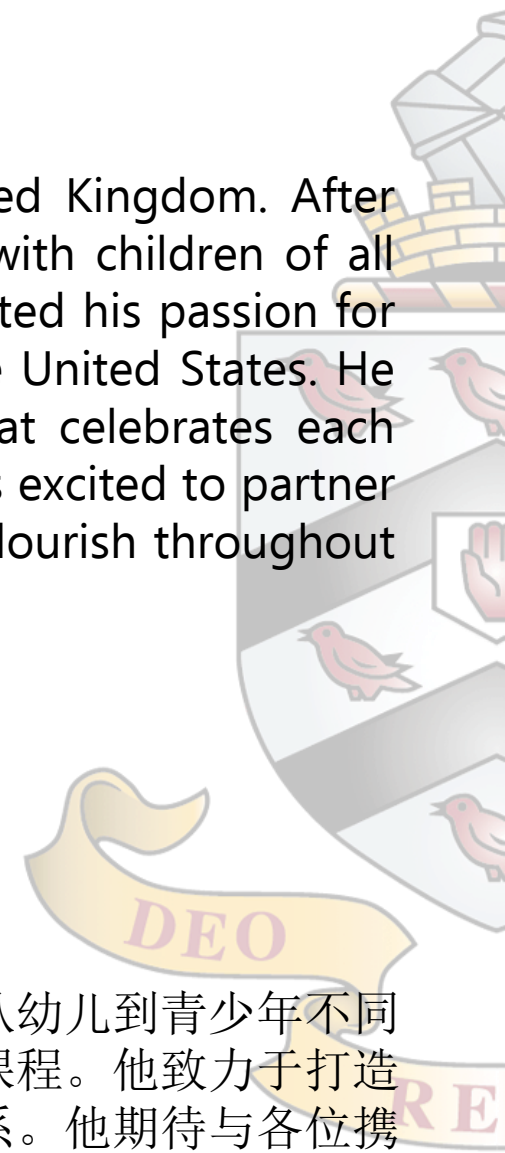 ed Kingdom. After
with children of all
ted his passion for
e United States. He
at celebrates each
s excited to partner
lourish throughout
DEO
从幼儿到青少年不同
课程。他致力于打造
系。他期待与各位携
RE